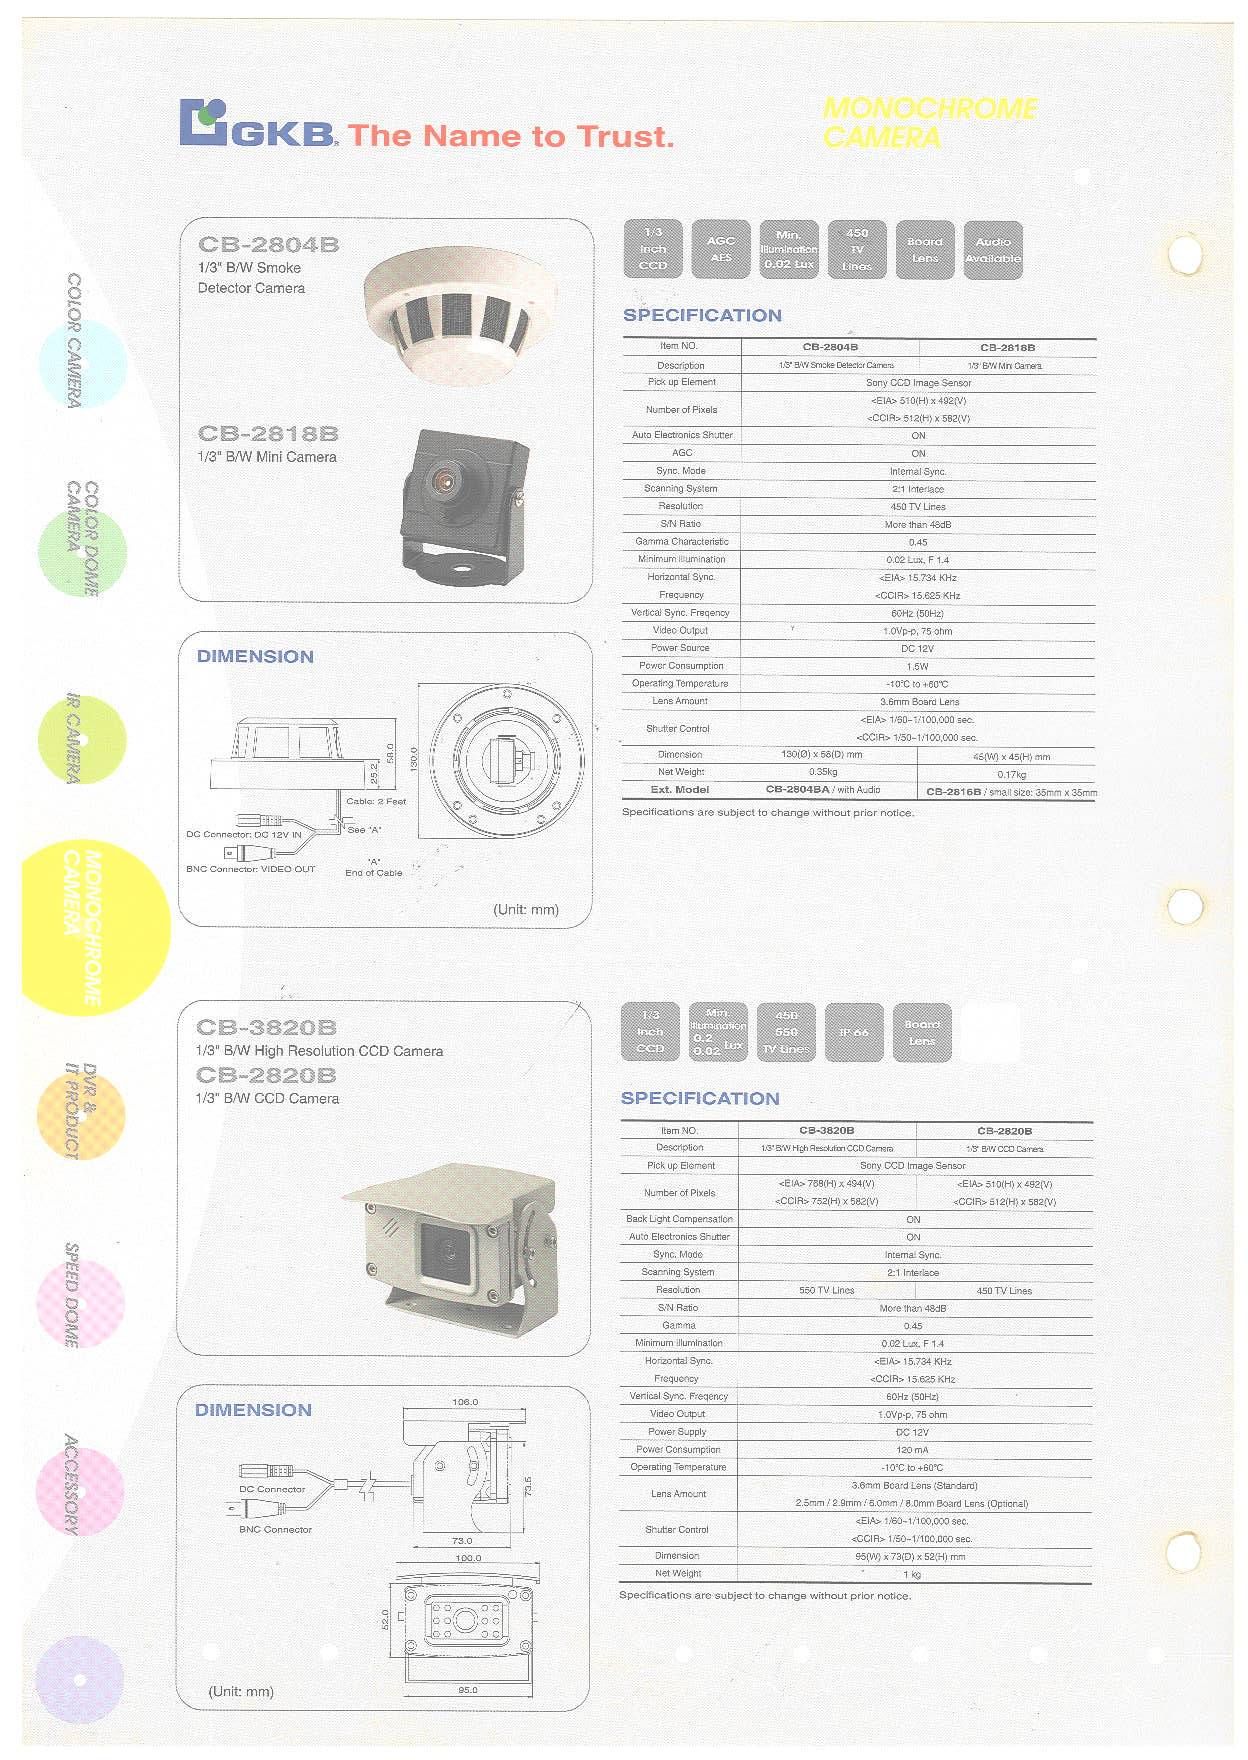 GKB® The Name to Trust.
MONOCHROME
CAMERA
COLOR CAMERA
COLOR DOME
CAMERA
IR CAMERA
MONOCHROME
CAMERA
DVR &
IT PRODUCT
SPEED DOME
ACCESSORY
CB-2804B
1/3" B/W Smoke
Detector Camera
CB-2818B
1/3" B/W Mini Camera
DIMENSION
58.0
25.2
130.0
Cable: 2 Feet
See "A"
DC Connector: DC 12V IN
BNC Connector: VIDEO OUT
"A"
End of Cable
(Unit: mm)
1/3 Inch CCD
AGC AES
Min. Illumination 0.02 Lux
450 TV Lines
Board Lens
Audio Available
SPECIFICATION
Item NO. CB-2804B CB-2818B
Description 1/3" B/W Smoke Detector Camera 1/3" B/W Mini Camera
Pick up Element Sony CCD Image Sensor
Number of Pixels <EIA> 510(H) x 492(V)
<CCIR> 512(H) x 582(V)
Auto Electronics Shutter ON
AGC ON
Sync. Mode Internal Sync.
Scanning System 2:1 Interlace
Resolution 450 TV Lines
S/N Ratio More than 48dB
Gamma Characteristic 0.45
Minimum Illumination 0.02 Lux, F 1.4
Horizontal Sync. <EIA> 15.734 KHz
Frequency <CCIR> 15.625 KHz
Vertical Sync. Freqency 60Hz (50Hz)
Video Output 1.0Vp-p, 75 ohm
Power Source DC 12V
Power Consumption 1.5W
Operating Temperature -10°C to +60°C
Lens Amount 3.6mm Board Lens
Shutter Control <EIA> 1/60~1/100,000 sec.
<CCIR> 1/50~1/100,000 sec.
Dimension 130(Ø) x 58(D) mm 45(W) x 45(H) mm
Net Weight 0.35kg 0.17kg
Ext. Model CB-2804BA / with Audio CB-2816B / small size: 35mm x 35mm
Specifications are subject to change without prior notice.
CB-3820B
1/3" B/W High Resolution CCD Camera
CB-2820B
1/3" B/W CCD Camera
DIMENSION
106.0
DC Connector
BNC Connector
73.5
73.0
100.0
52.0
95.0
(Unit: mm)
1/3 Inch CCD
Min. Illumination 0.2 0.02 Lux
450 550 TV Lines
IP 66
Board Lens
SPECIFICATION
Item NO. CB-3820B CB-2820B
Description 1/3" B/W High Resolution CCD Camera 1/3" B/W CCD Camera
Pick up Element Sony CCD Image Sensor
Number of Pixels <EIA> 768(H) x 494(V) <EIA> 510(H) x 492(V)
<CCIR> 752(H) x 582(V) <CCIR> 512(H) x 582(V)
Back Light Compensation ON
Auto Electronics Shutter ON
Sync. Mode Internal Sync.
Scanning System 2:1 Interlace
Resolution 550 TV Lines 450 TV Lines
S/N Ratio More than 48dB
Gamma 0.45
Minimum Illumination 0.02 Lux, F 1.4
Horizontal Sync. <EIA> 15.734 KHz
Frequency <CCIR> 15.625 KHz
Vertical Sync. Freqency 60Hz (50Hz)
Video Output 1.0Vp-p, 75 ohm
Power Supply DC 12V
Power Consumption 120 mA
Operating Temperature -10°C to +60°C
Lens Amount 3.6mm Board Lens (Standard)
2.5mm / 2.9mm / 6.0mm / 8.0mm Board Lens (Optional)
Shutter Control <EIA> 1/60~1/100,000 sec.
<CCIR> 1/50~1/100,000 sec.
Dimension 95(W) x 73(D) x 52(H) mm
Net Weight 1 kg
Specifications are subject to change without prior notice.